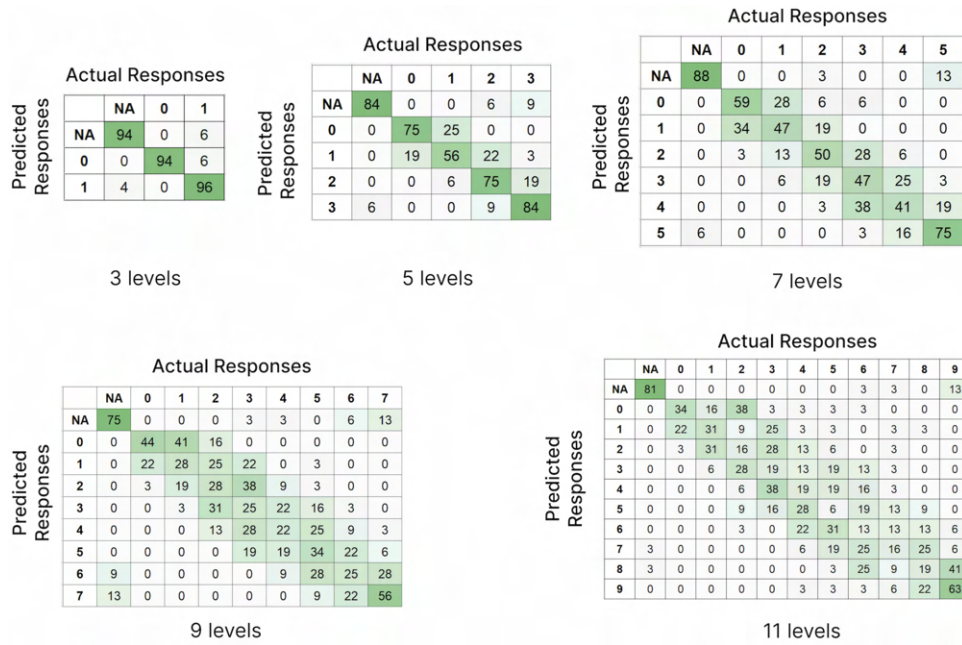 Actual Responses
Predicted Responses
NA 0 1
NA 94 0 6
0 0 94 6
1 4 0 96
3 levels
Actual Responses
Predicted Responses
NA 0 1 2 3
NA 84 0 0 6 9
0 0 75 25 0 0
1 0 19 56 22 3
2 0 0 6 75 19
3 6 0 0 9 84
5 levels
Actual Responses
Predicted Responses
NA 0 1 2 3 4 5
NA 88 0 0 3 0 0 13
0 0 59 28 6 6 0 0
1 0 34 47 19 0 0 0
2 0 3 13 50 28 6 0
3 0 0 6 19 47 25 3
4 0 0 0 3 38 41 19
5 6 0 0 0 3 16 75
7 levels
Actual Responses
Predicted Responses
NA 0 1 2 3 4 5 6 7
NA 75 0 0 0 3 3 0 6 13
0 0 44 41 16 0 0 0 0 0
1 0 22 28 25 22 0 3 0 0
2 0 3 19 28 38 9 3 0 0
3 0 0 3 31 25 22 16 3 0
4 0 0 0 13 28 22 25 9 3
5 0 0 0 0 19 19 34 22 6
6 9 0 0 0 0 9 28 25 28
7 13 0 0 0 0 0 9 22 56
9 levels
Actual Responses
Predicted Responses
NA 0 1 2 3 4 5 6 7 8 9
NA 81 0 0 0 0 0 0 3 3 0 13
0 0 34 16 38 3 3 3 3 0 0 0
1 0 22 31 9 25 3 3 0 3 3 0
2 0 3 31 16 28 13 6 0 3 0 0
3 0 0 6 28 19 13 19 13 3 0 0
4 0 0 0 6 38 19 19 16 3 0 0
5 0 0 0 9 16 28 6 19 13 9 0
6 0 0 0 3 0 22 31 13 13 13 6
7 3 0 0 0 0 6 19 25 16 25 6
8 3 0 0 0 0 0 3 25 9 19 41
9 0 0 0 0 0 3 3 3 6 22 63
11 levels